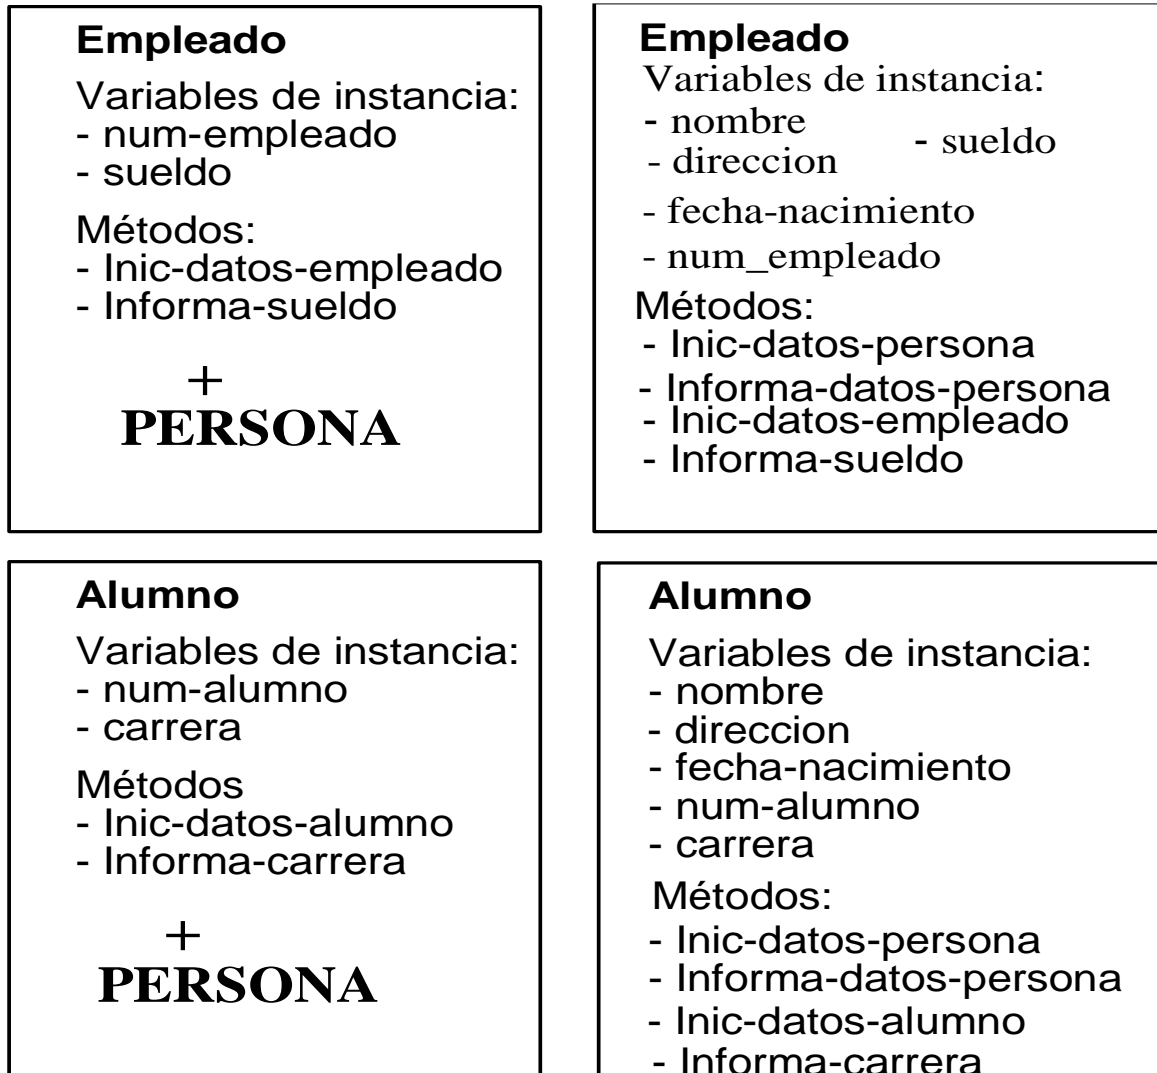 Empleado
Variables de instancia:
- num-empleado
- sueldo
Métodos:
- Inic-datos-empleado
- Informa-sueldo
+
PERSONA
Empleado
Variables de instancia:
- nombre
- direccion
- sueldo
- fecha-nacimiento
- num_empleado
Métodos:
- Inic-datos-persona
- Informa-datos-persona
- Inic-datos-empleado
- Informa-sueldo
Alumno
Variables de instancia:
- num-alumno
- carrera
Métodos
- Inic-datos-alumno
- Informa-carrera
+
PERSONA
Alumno
Variables de instancia:
- nombre
- direccion
- fecha-nacimiento
- num-alumno
- carrera
Métodos:
- Inic-datos-persona
- Informa-datos-persona
- Inic-datos-alumno
- Informa-carrera